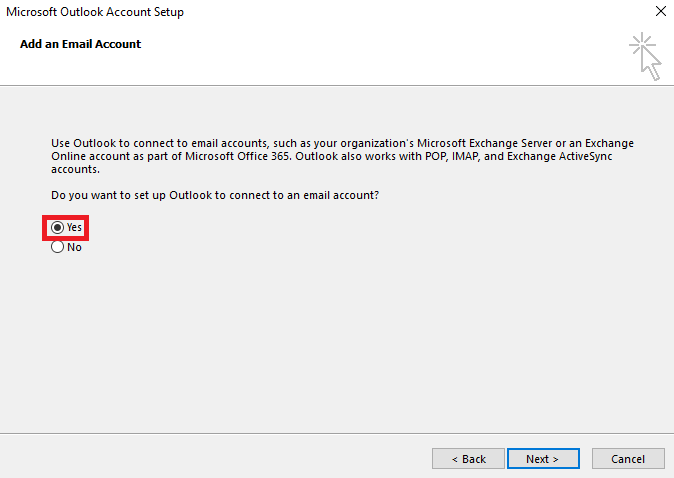 Microsoft Outlook Account Setup
Add an Email Account
Use Outlook to connect to email accounts, such as your organization's Microsoft Exchange Server or an Exchange
Online account as part of Microsoft Office 365. Outlook also works with POP, IMAP, and Exchange ActiveSync
accounts.
Do you want to set up Outlook to connect to an email account?
Yes
No
< Back Next > Cancel